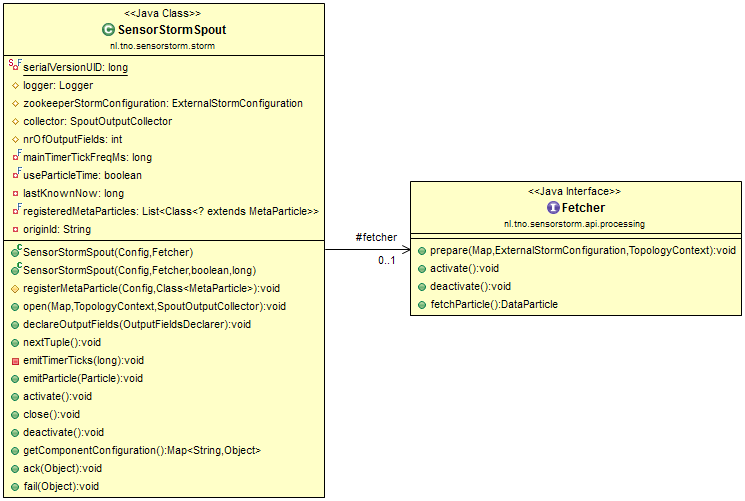 <<Java Class>>
C SensorStormSpout
nl.tno.sensorstorm.storm
S F serialVersionUID: long
logger: Logger
zookeeperStormConfiguration: ExternalStormConfiguration
collector: SpoutOutputCollector
nrOfOutputFields: int
F mainTimerTickFreqMs: long
F useParticleTime: boolean
lastKnownNow: long
F registeredMetaParticles: List<Class<? extends MetaParticle>>
originId: String
C SensorStormSpout(Config,Fetcher)
C SensorStormSpout(Config,Fetcher,boolean,long)
registerMetaParticle(Config,Class<MetaParticle>):void
open(Map,TopologyContext,SpoutOutputCollector):void
declareOutputFields(OutputFieldsDeclarer):void
nextTuple():void
emitTimerTicks(long):void
emitParticle(Particle):void
activate():void
close():void
deactivate():void
getComponentConfiguration():Map<String,Object>
ack(Object):void
fail(Object):void
#fetcher
0..1
<<Java Interface>>
I Fetcher
nl.tno.sensorstorm.api.processing
prepare(Map,ExternalStormConfiguration,TopologyContext):void
activate():void
deactivate():void
fetchParticle():DataParticle